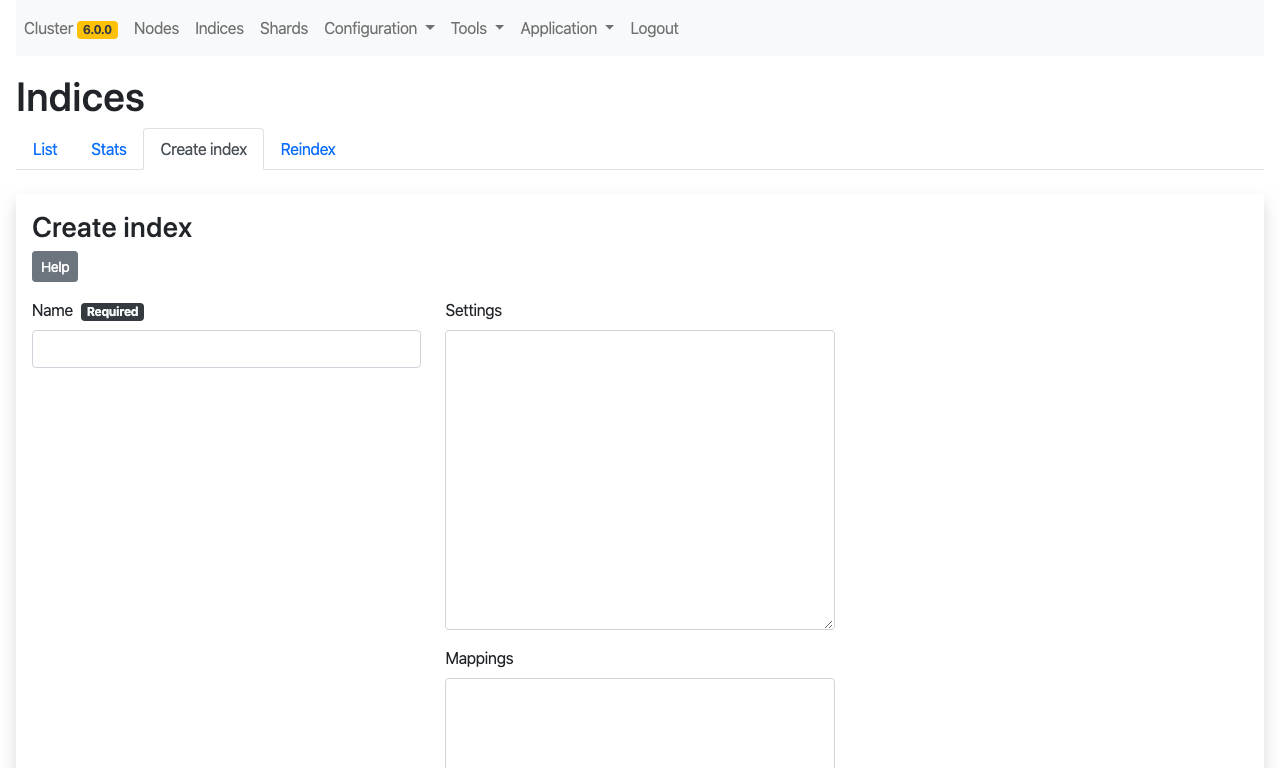 Cluster 6.0.0 Nodes Indices Shards Configuration Tools Application Logout
Indices
List Stats Create index Reindex
Create index
Help
Name Required
Settings
Mappings